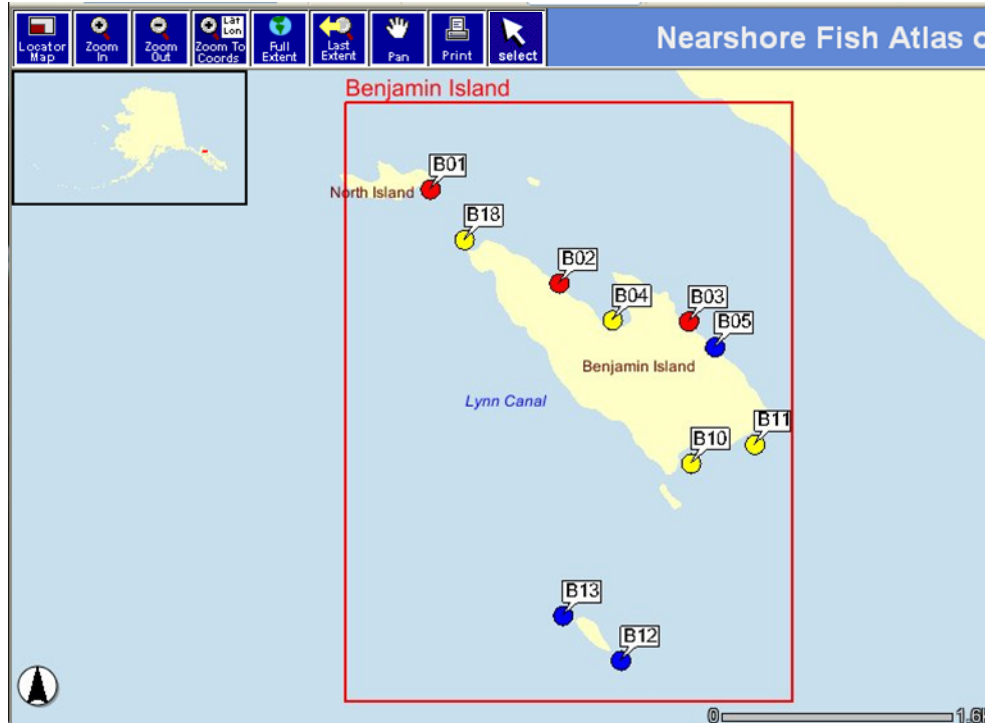 Locator
Map
Zoom
In
Zoom
Out
Lat
Lon
Zoom To
Coords
Full
Extent
Last
Extent
Pan
Print
select
Nearshore Fish Atlas
Benjamin Island
B01
North Island
B18
B02
B04
B03
B05
Benjamin Island
Lynn Canal
B11
B10
B13
B12
0